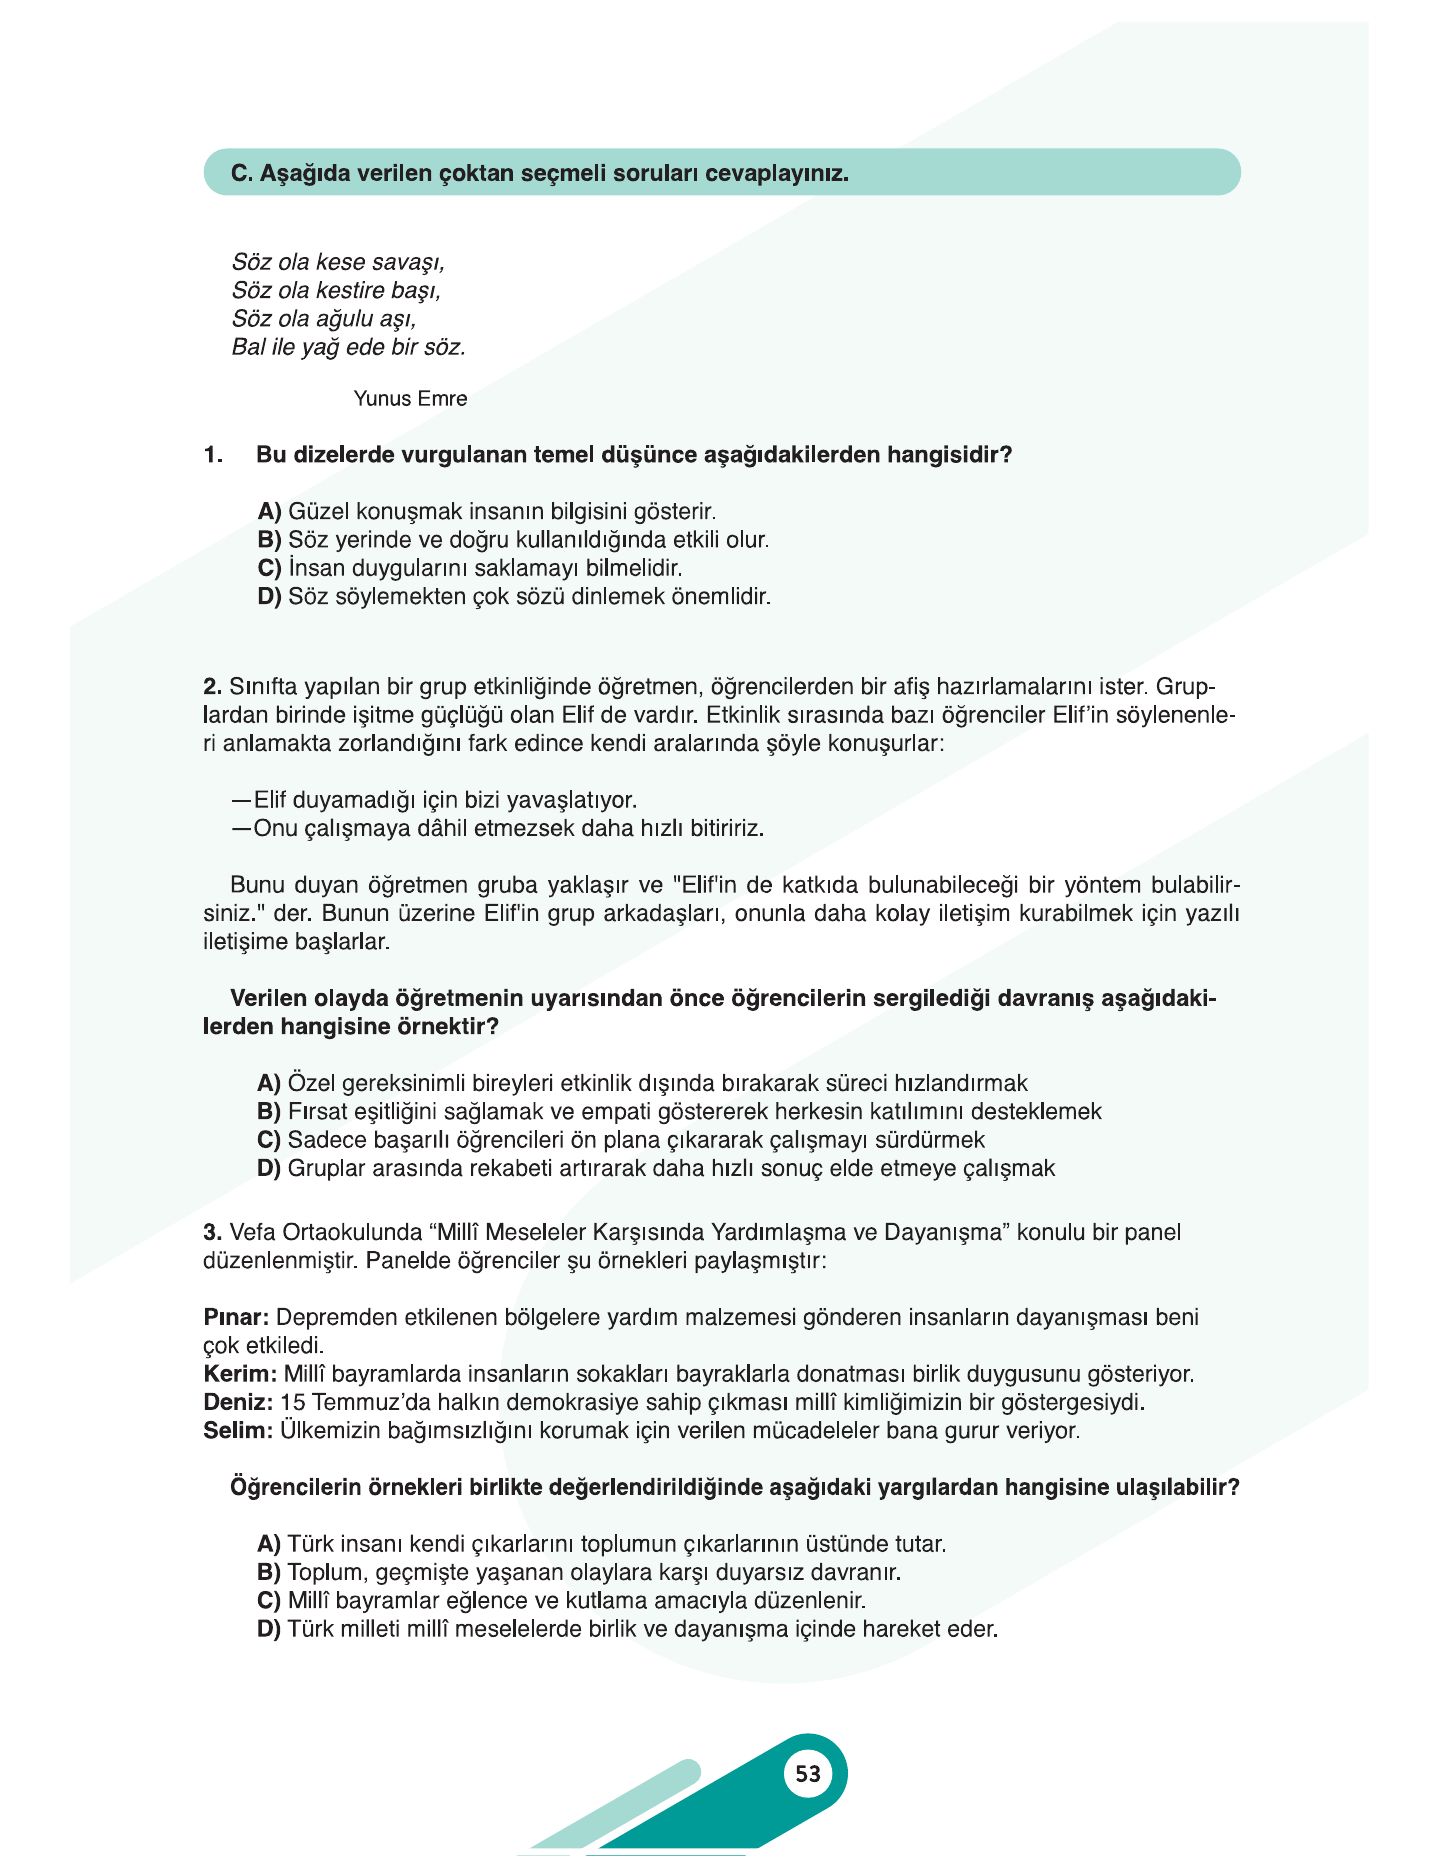 C. Aşağıda verilen çoktan seçmeli soruları cevaplayınız.
Söz ola kese savaşı,
Söz ola kestire başı,
Söz ola ağulu aşı,
Bal ile yağ ede bir söz.
Yunus Emre
1. Bu dizelerde vurgulanan temel düşünce aşağıdakilerden hangisidir?
A) Güzel konuşmak insanın bilgisini gösterir.
B) Söz yerinde ve doğru kullanıldığında etkili olur.
C) İnsan duygularını saklamayı bilmelidir.
D) Söz söylemekten çok sözü dinlemek önemlidir.
2. Sınıfta yapılan bir grup etkinliğinde öğretmen, öğrencilerden bir afiş hazırlamalarını ister. Grup-
lardan birinde işitme güçlüğü olan Elif de vardır. Etkinlik sırasında bazı öğrenciler Elif’in söylenenle-
ri anlamakta zorlandığını fark edince kendi aralarında şöyle konuşurlar:
—Elif duyamadığı için bizi yavaşlatıyor.
—Onu çalışmaya dâhil etmezsek daha hızlı bitiririz.
Bunu duyan öğretmen gruba yaklaşır ve "Elif'in de katkıda bulunabileceği bir yöntem bulabilir-
siniz." der. Bunun üzerine Elif'in grup arkadaşları, onunla daha kolay iletişim kurabilmek için yazılı
iletişime başlarlar.
Verilen olayda öğretmenin uyarısından önce öğrencilerin sergilediği davranış aşağıdaki-
lerden hangisine örnektir?
A) Özel gereksinimli bireyleri etkinlik dışında bırakarak süreci hızlandırmak
B) Fırsat eşitliğini sağlamak ve empati göstererek herkesin katılımını desteklemek
C) Sadece başarılı öğrencileri ön plana çıkararak çalışmayı sürdürmek
D) Gruplar arasında rekabeti artırarak daha hızlı sonuç elde etmeye çalışmak
3. Vefa Ortaokulunda “Millî Meseleler Karşısında Yardımlaşma ve Dayanışma” konulu bir panel
düzenlenmiştir. Panelde öğrenciler şu örnekleri paylaşmıştır:
Pınar: Depremden etkilenen bölgelere yardım malzemesi gönderen insanların dayanışması beni
çok etkiledi.
Kerim: Millî bayramlarda insanların sokakları bayraklarla donatması birlik duygusunu gösteriyor.
Deniz: 15 Temmuz’da halkın demokrasiye sahip çıkması millî kimliğimizin bir göstergesiydi.
Selim: Ülkemizin bağımsızlığını korumak için verilen mücadeleler bana gurur veriyor.
Öğrencilerin örnekleri birlikte değerlendirildiğinde aşağıdaki yargılardan hangisine ulaşılabilir?
A) Türk insanı kendi çıkarlarını toplumun çıkarlarının üstünde tutar.
B) Toplum, geçmişte yaşanan olaylara karşı duyarsız davranır.
C) Millî bayramlar eğlence ve kutlama amacıyla düzenlenir.
D) Türk milleti millî meselelerde birlik ve dayanışma içinde hareket eder.
53